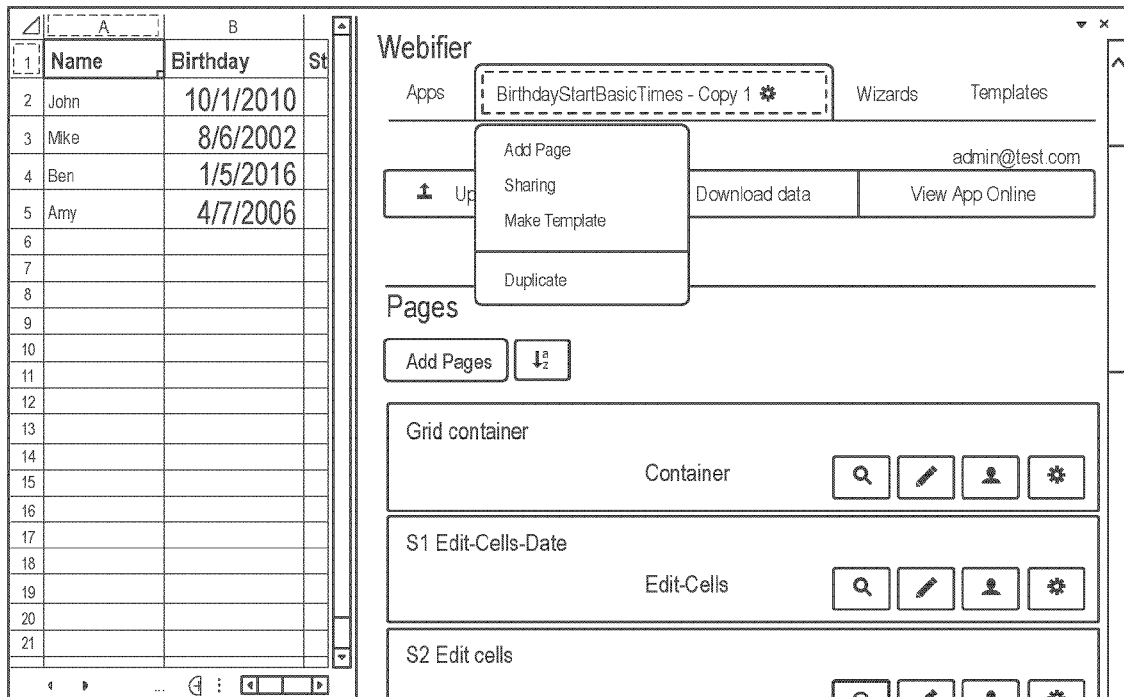 A B
1 Name Birthday St
2 John 10/1/2010
3 Mike 8/6/2002
4 Ben 1/5/2016
5 Amy 4/7/2006
6
7
8
9
10
11
12
13
14
15
16
17
18
19
20
21
...
Webifier
Apps BirthdayStartBasicTimes - Copy 1 Wizards Templates
Add Page
Sharing
Make Template
Duplicate
admin@test.com
Up Download data View App Online
Pages
Add Pages a z
Grid container
Container
S1 Edit-Cells-Date
Edit-Cells
S2 Edit cells